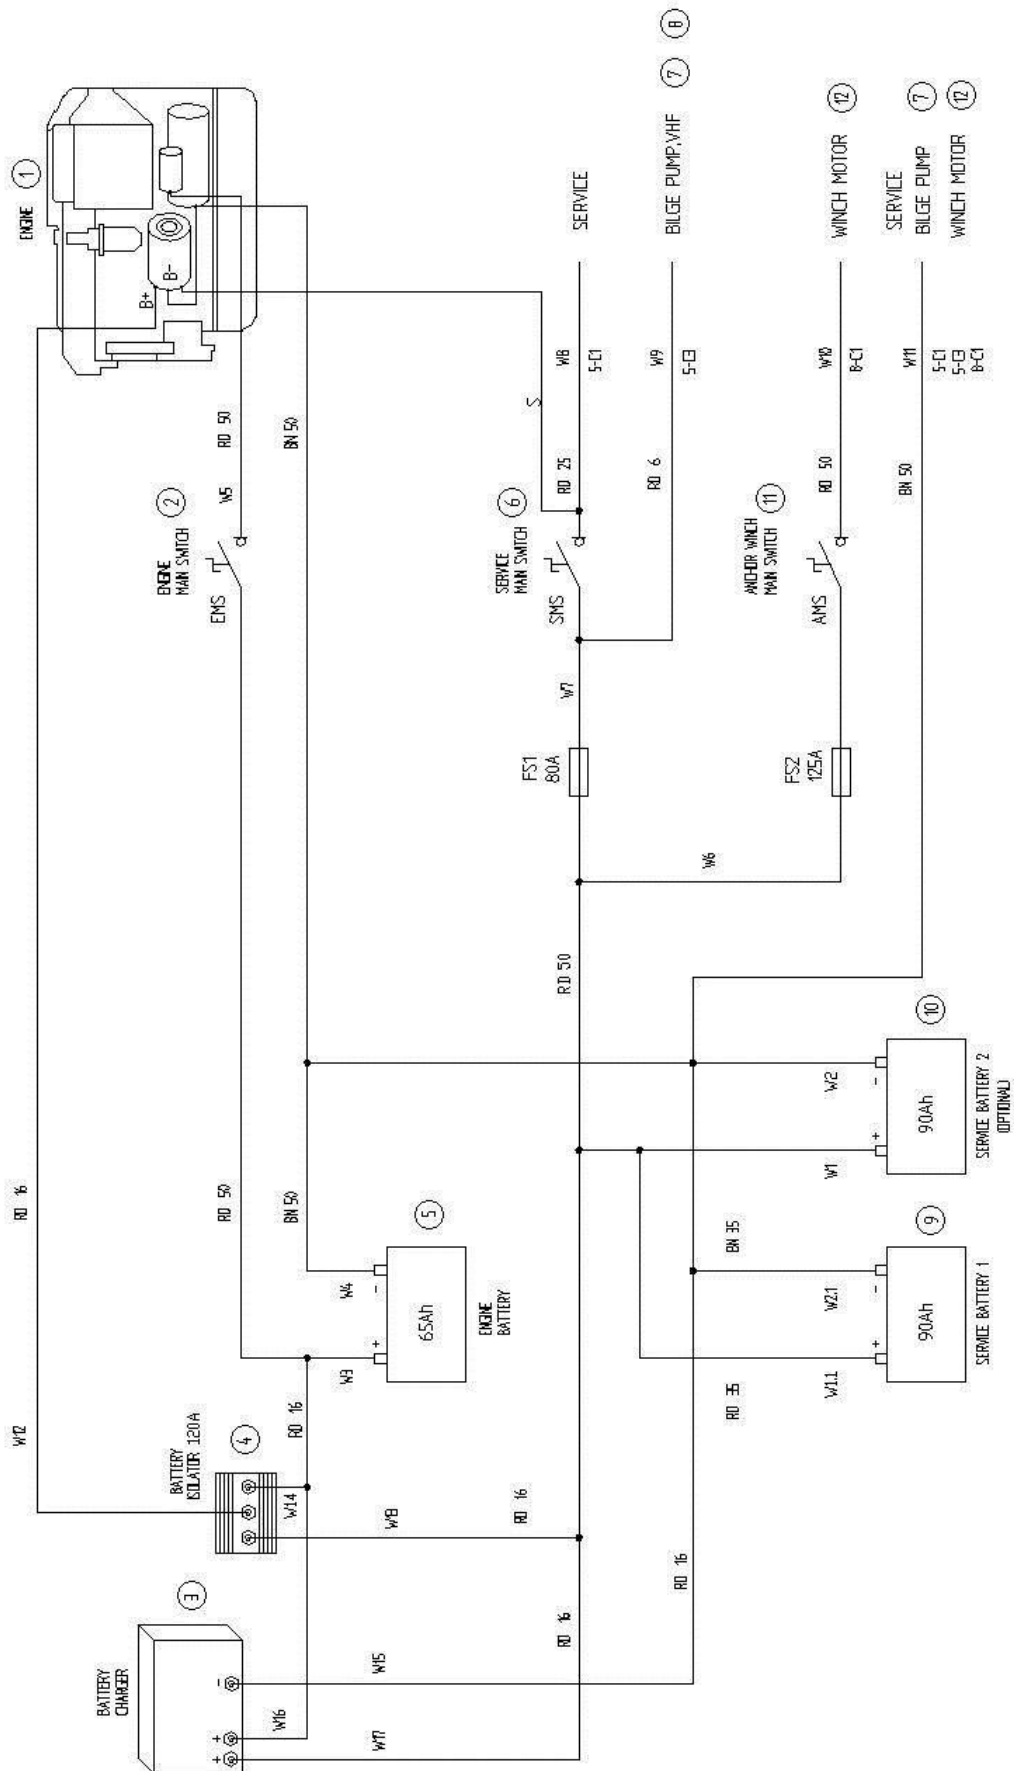 ENGINE
1
B+
B-
RD 16
W12
ENGINE
MAIN SWITCH
2
EMS
W5
RD 50
BN 50
S
SERVICE
MAIN SWITCH
6
SMS
RD 25
W8
5-C1
SERVICE
RD 6
W9
5-C3
BILGE PUMP,VHF
7
8
ANCHOR WINCH
MAIN SWITCH
11
AMS
RD 50
W10
8-C1
WINCH MOTOR
12
BN 50
W11
5-C1
5-C3
8-C1
SERVICE
BILGE PUMP
7
WINCH MOTOR
12
FS1
80A
W7
FS2
125A
W6
RD 50
RD 50
BN 50
W4
W3
-
+
65Ah
ENGINE
BATTERY
5
W2
W1
-
+
90Ah
SERVICE BATTERY 2
(OPTIONAL)
10
BN 35
RD 35
W2.1
W1.1
-
+
90Ah
SERVICE BATTERY 1
9
BATTERY
ISOLATOR 120A
4
RD 16
W14
W13
RD 16
RD 16
RD 16
BATTERY
CHARGER
3
-
+
+
W15
W16
W17